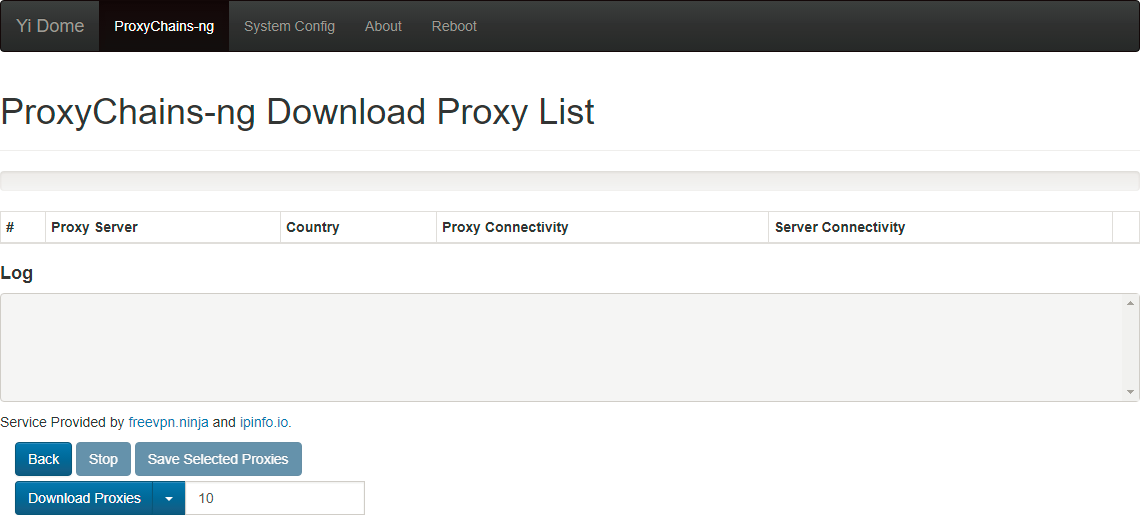 Yi Dome ProxyChains-ng System Config About Reboot
ProxyChains-ng Download Proxy List
# Proxy Server Country Proxy Connectivity Server Connectivity
Log
Service Provided by freevpn.ninja and ipinfo.io.
Back Stop Save Selected Proxies
Download Proxies 10